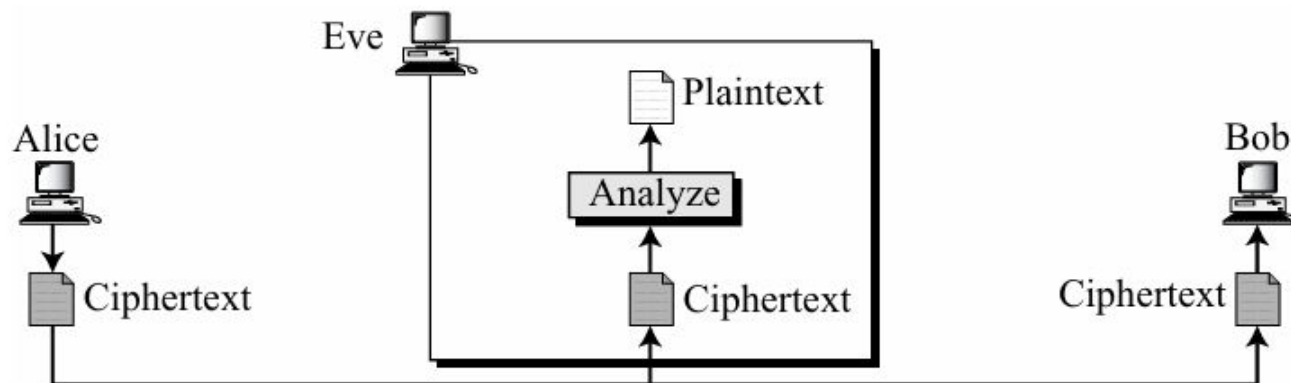 Eve
Plaintext
Alice
Bob
Analyze
Ciphertext
Ciphertext
Ciphertext